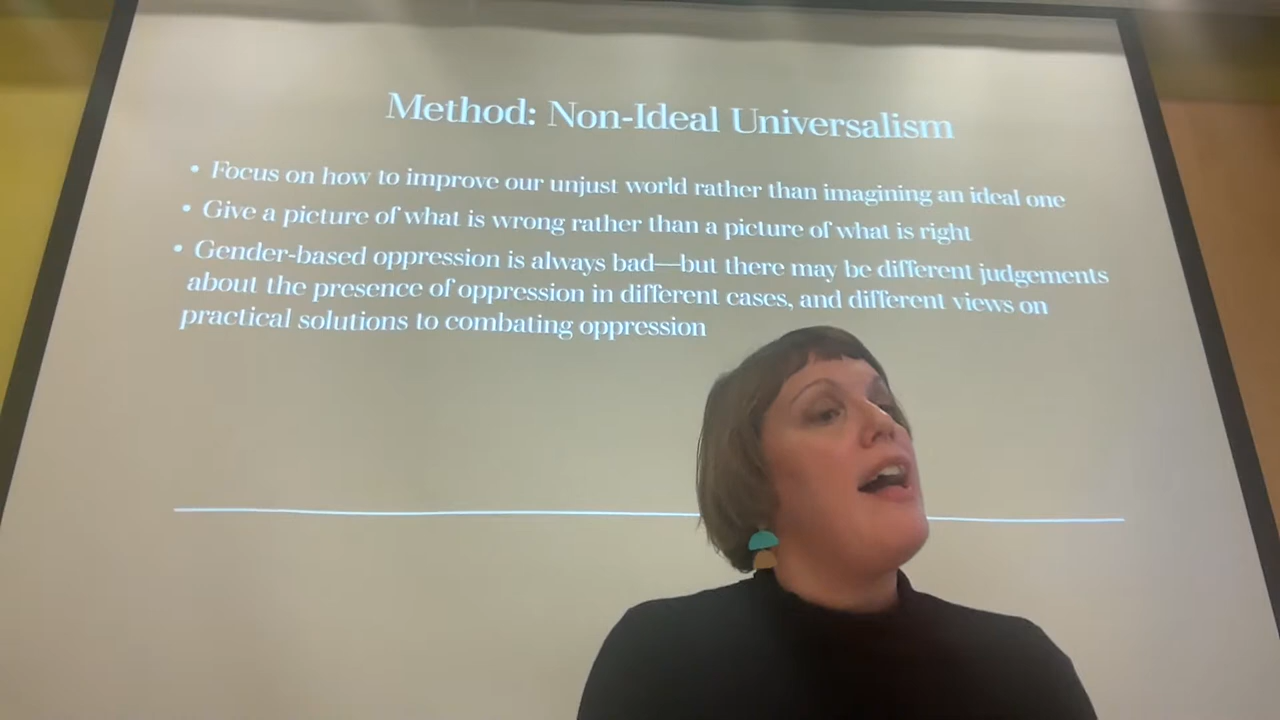 Method: Non-Ideal Universalism
• Focus on how to improve our unjust world rather than imagining an ideal one
• Give a picture of what is wrong rather than a picture of what is right
• Gender-based oppression is always bad—but there may be different judgements
about the presence of oppression in different cases, and different views on
practical solutions to combating oppression